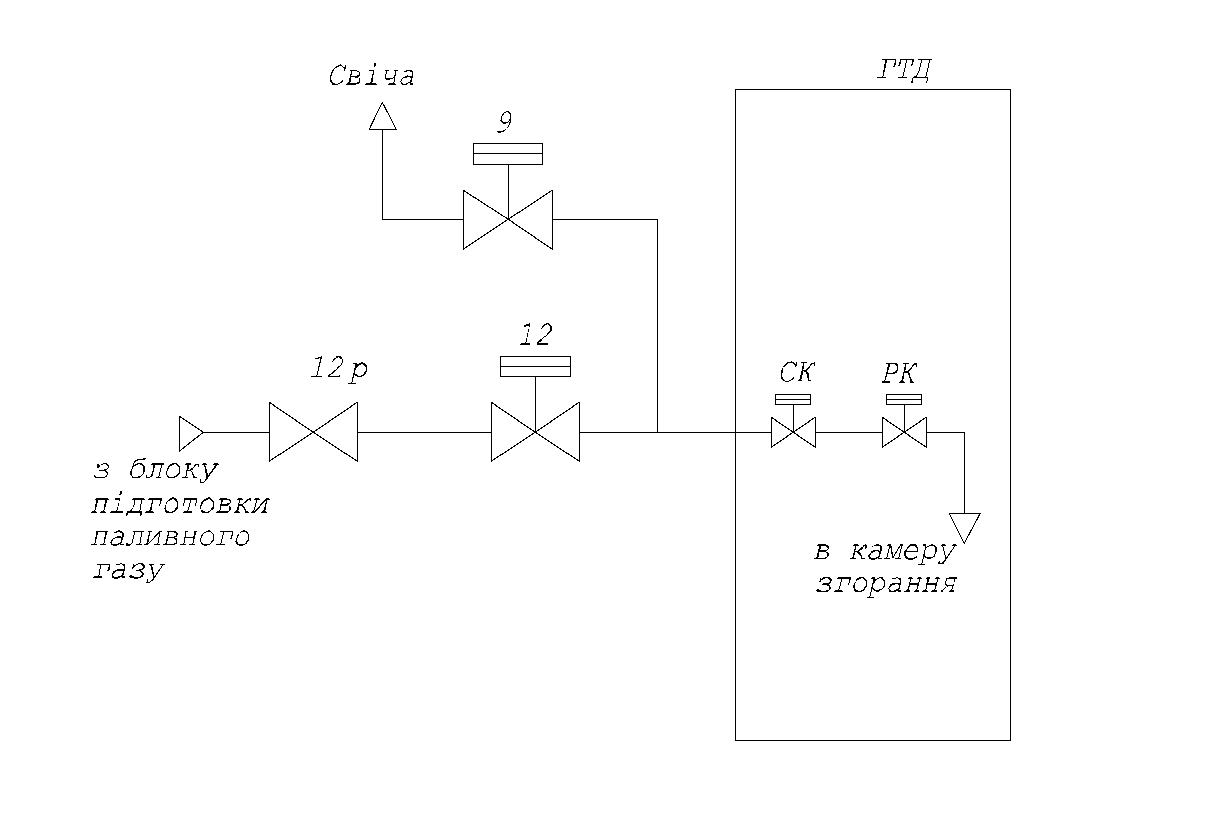 ГТД
Свіча
9
12
12р
СК
РК
з блоку
підготовки
паливного
газу
в камеру
згорання